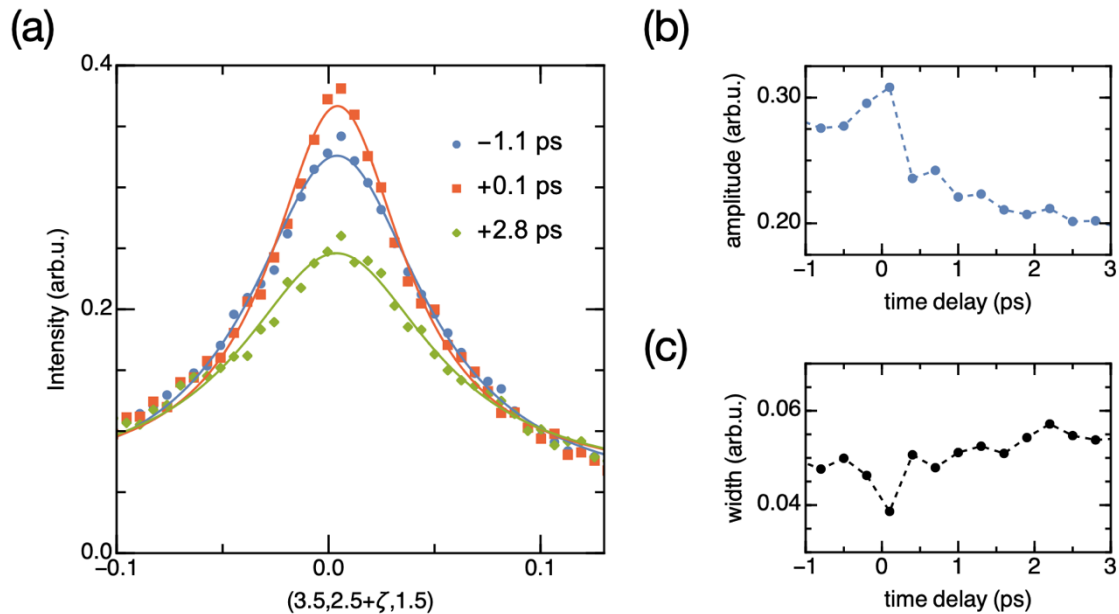 (a)
0.4
0.2
0.0
−0.1
0.0
0.1
Intensity (arb.u.)
(3.5,2.5+ζ,1.5)
−1.1 ps
+0.1 ps
+2.8 ps
(b)
0.30
0.20
amplitude (arb.u.)
−1 0 1 2 3
time delay (ps)
(c)
0.06
0.04
width (arb.u.)
−1 0 1 2 3
time delay (ps)